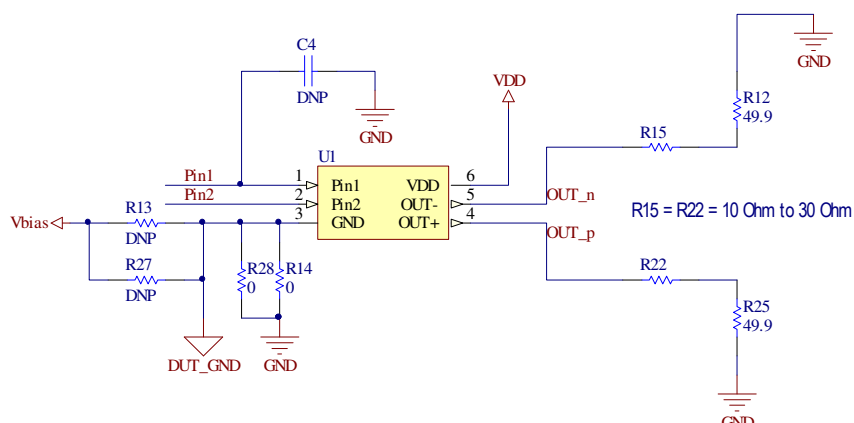 C4
DNP
GND
VDD
GND
R12
49.9
R15
U1
Pin1
Pin2
1
2
3
Pin1
Pin2
GND
VDD
OUT-
OUT+
6
5
4
OUT_n
OUT_p
R15 = R22 = 10 Ohm to 30 Ohm
Vbias
R13
DNP
R27
DNP
R28
0
R14
0
DUT_GND
GND
R22
R25
49.9
GND